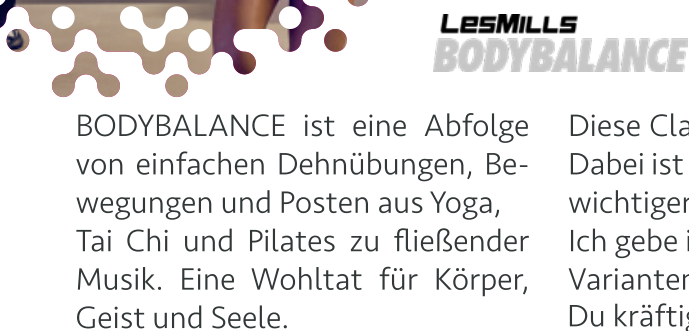 LESMILLS
BODYBALANCE
BODYBALANCE ist eine Abfolge
von einfachen Dehnübungen, Be-
wegungen und Posten aus Yoga,
Tai Chi und Pilates zu fließender
Musik. Eine Wohltat für Körper,
Geist und Seele.
Diese Cla
Dabei ist
wichtiger
Ich gebe i
Varianten
Du kräftig